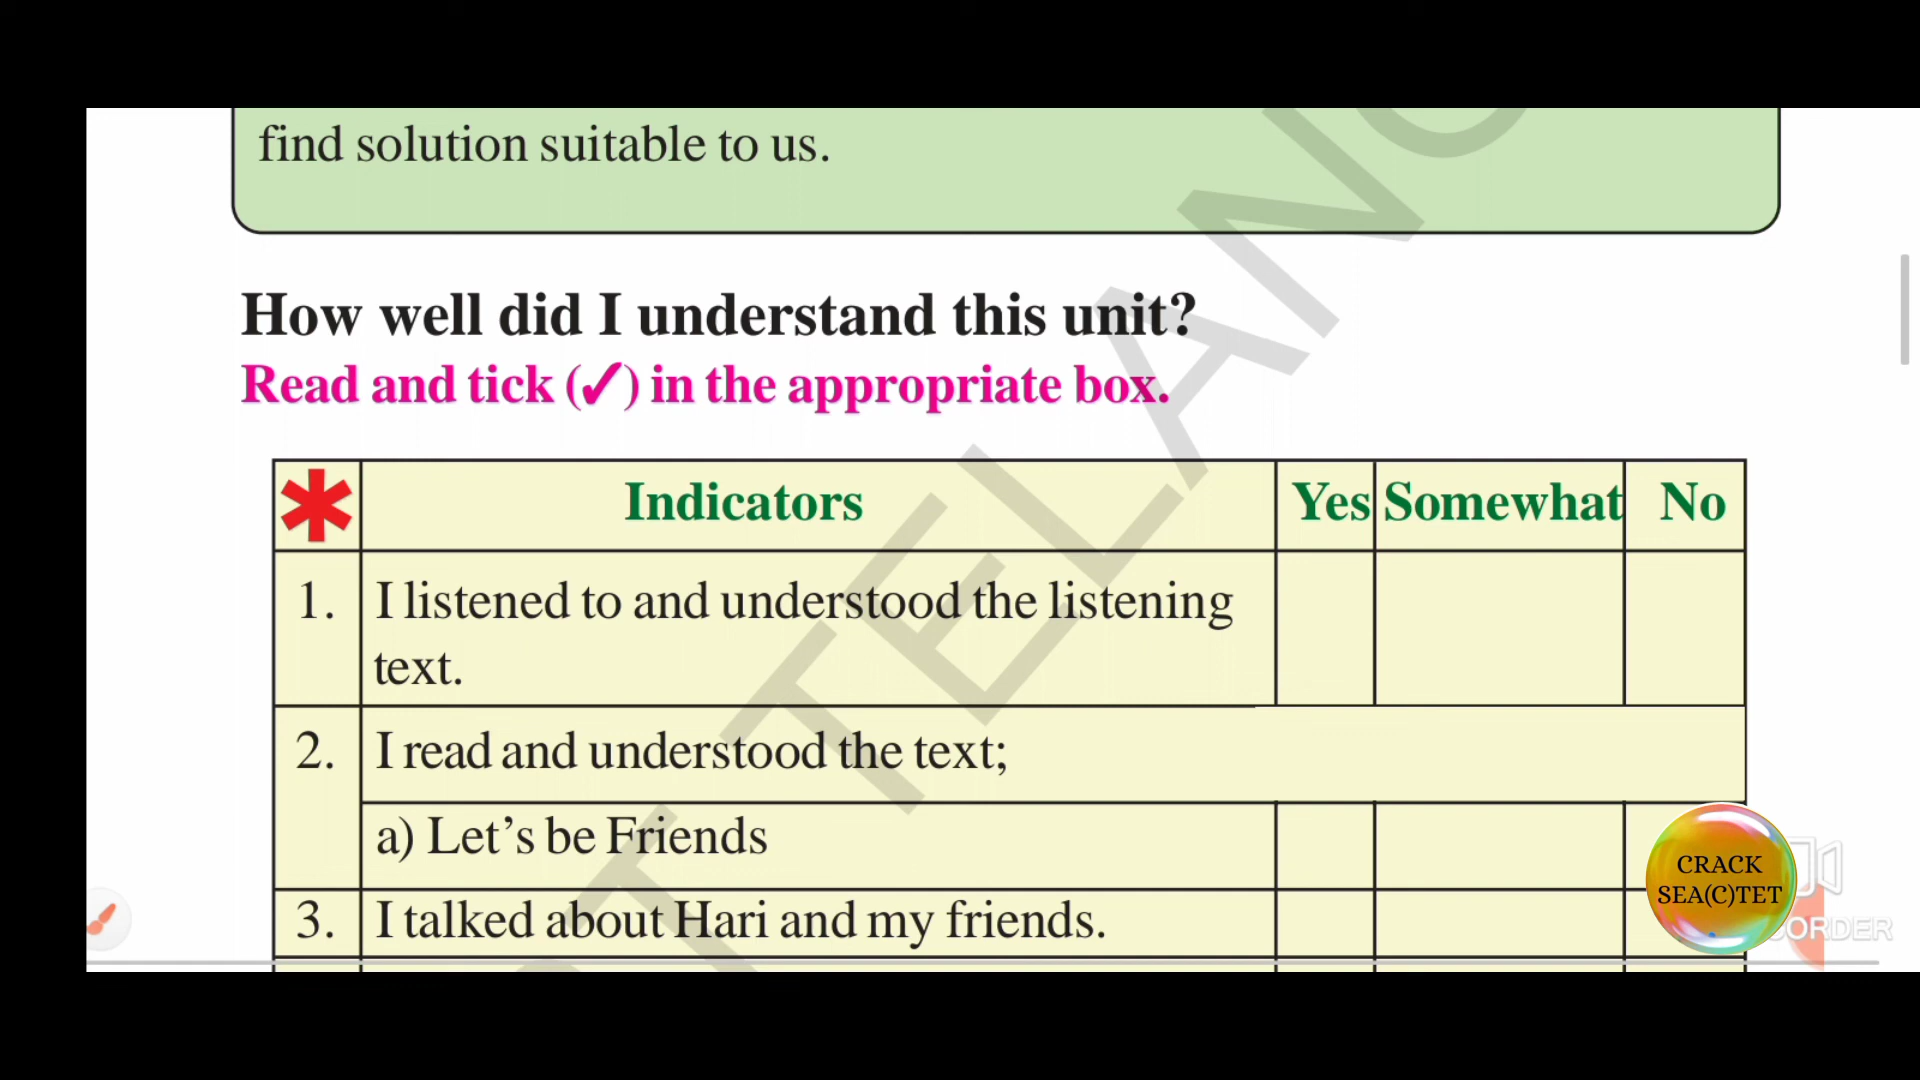 find solution suitable to us.
How well did I understand this unit?
Read and tick (✓) in the appropriate box.
Indicators Yes Somewhat No
1. I listened to and understood the listening
text.
2. I read and understood the text;
a) Let’s be Friends
3. I talked about Hari and my friends.
CRACK
SEA(C)TET
ORDER
T TELANG